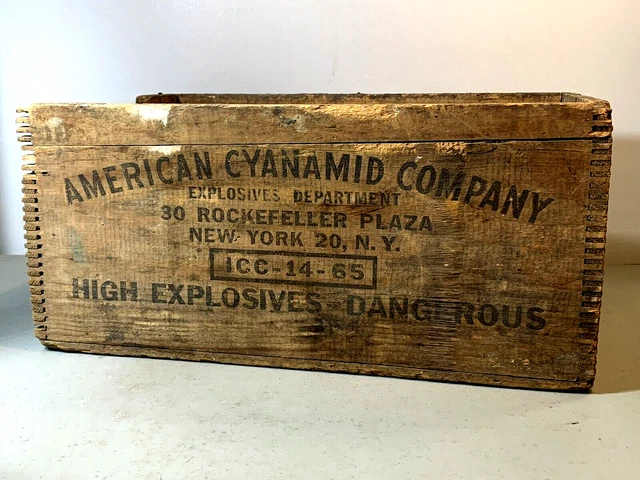 AMERICAN CYANAMID COMPANY
EXPLOSIVES DEPARTMENT
30 ROCKEFELLER PLAZA
NEW YORK 20, N. Y.
ICC-14-65
HIGH EXPLOSIVES-DANGEROUS